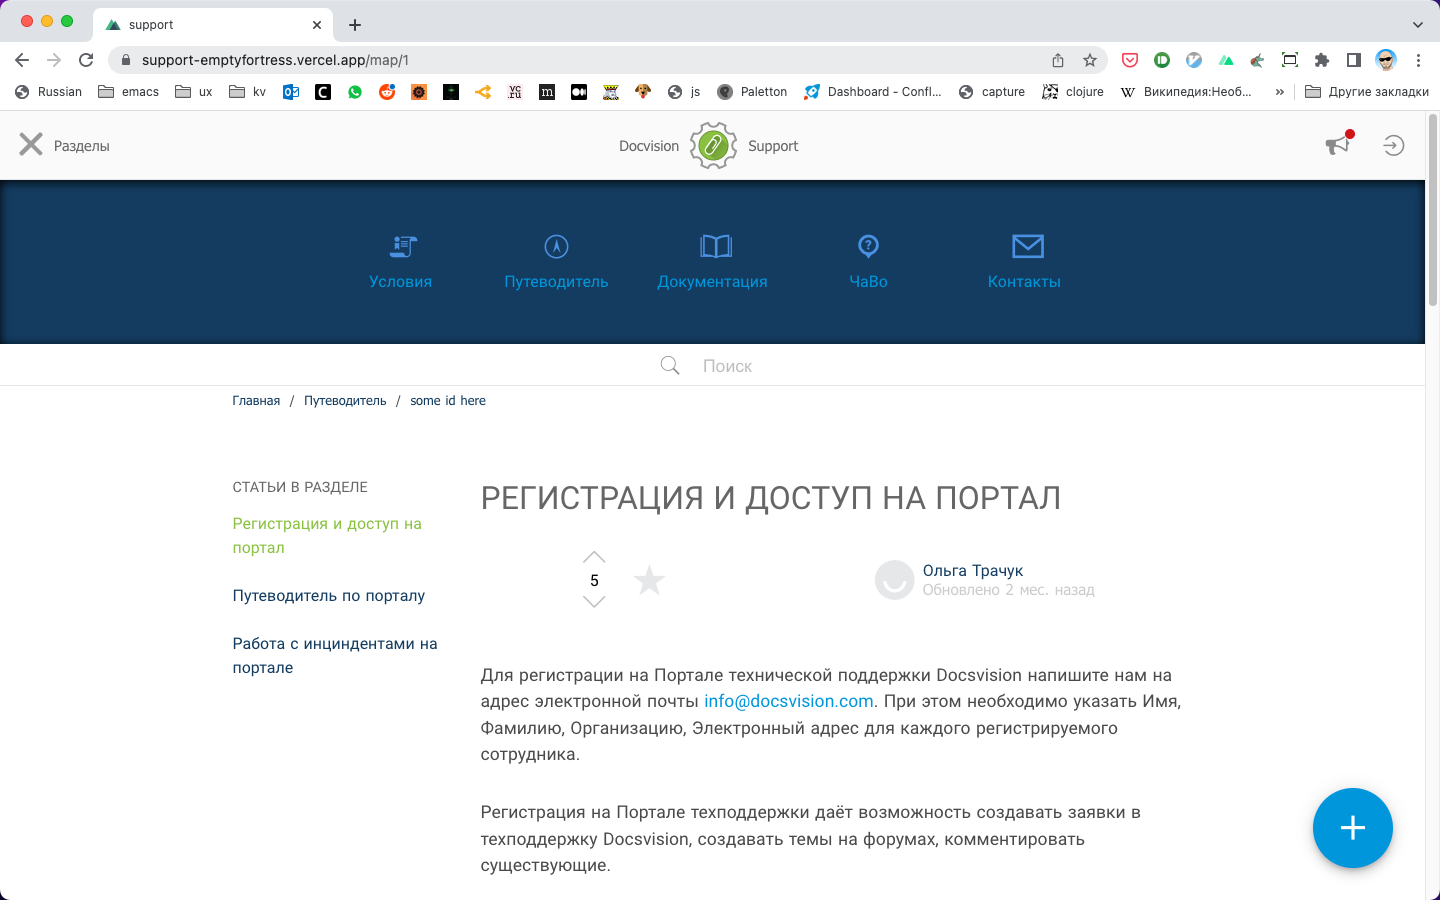 support
support-emptyfortress.vercel.app/map/1
Russian emacs ux kv js Paletton Dashboard - Confl... capture clojure Википедия:Необ... » Другие закладки
Разделы Docvision Support
Условия Путеводитель Документация ЧаВо Контакты
Поиск
Главная / Путеводитель / some id here
СТАТЬИ В РАЗДЕЛЕ
Регистрация и доступ на
портал
Путеводитель по порталу
Работа с инциндентами на
портале
РЕГИСТРАЦИЯ И ДОСТУП НА ПОРТАЛ
5
Ольга Трачук
Обновлено 2 мес. назад
Для регистрации на Портале технической поддержки Docsvision напишите нам на
адрес электронной почты info@docsvision.com. При этом необходимо указать Имя,
Фамилию, Организацию, Электронный адрес для каждого регистрируемого
сотрудника.
Регистрация на Портале техподдержки даёт возможность создавать заявки в
техподдержку Docsvision, создавать темы на форумах, комментировать
существующие.